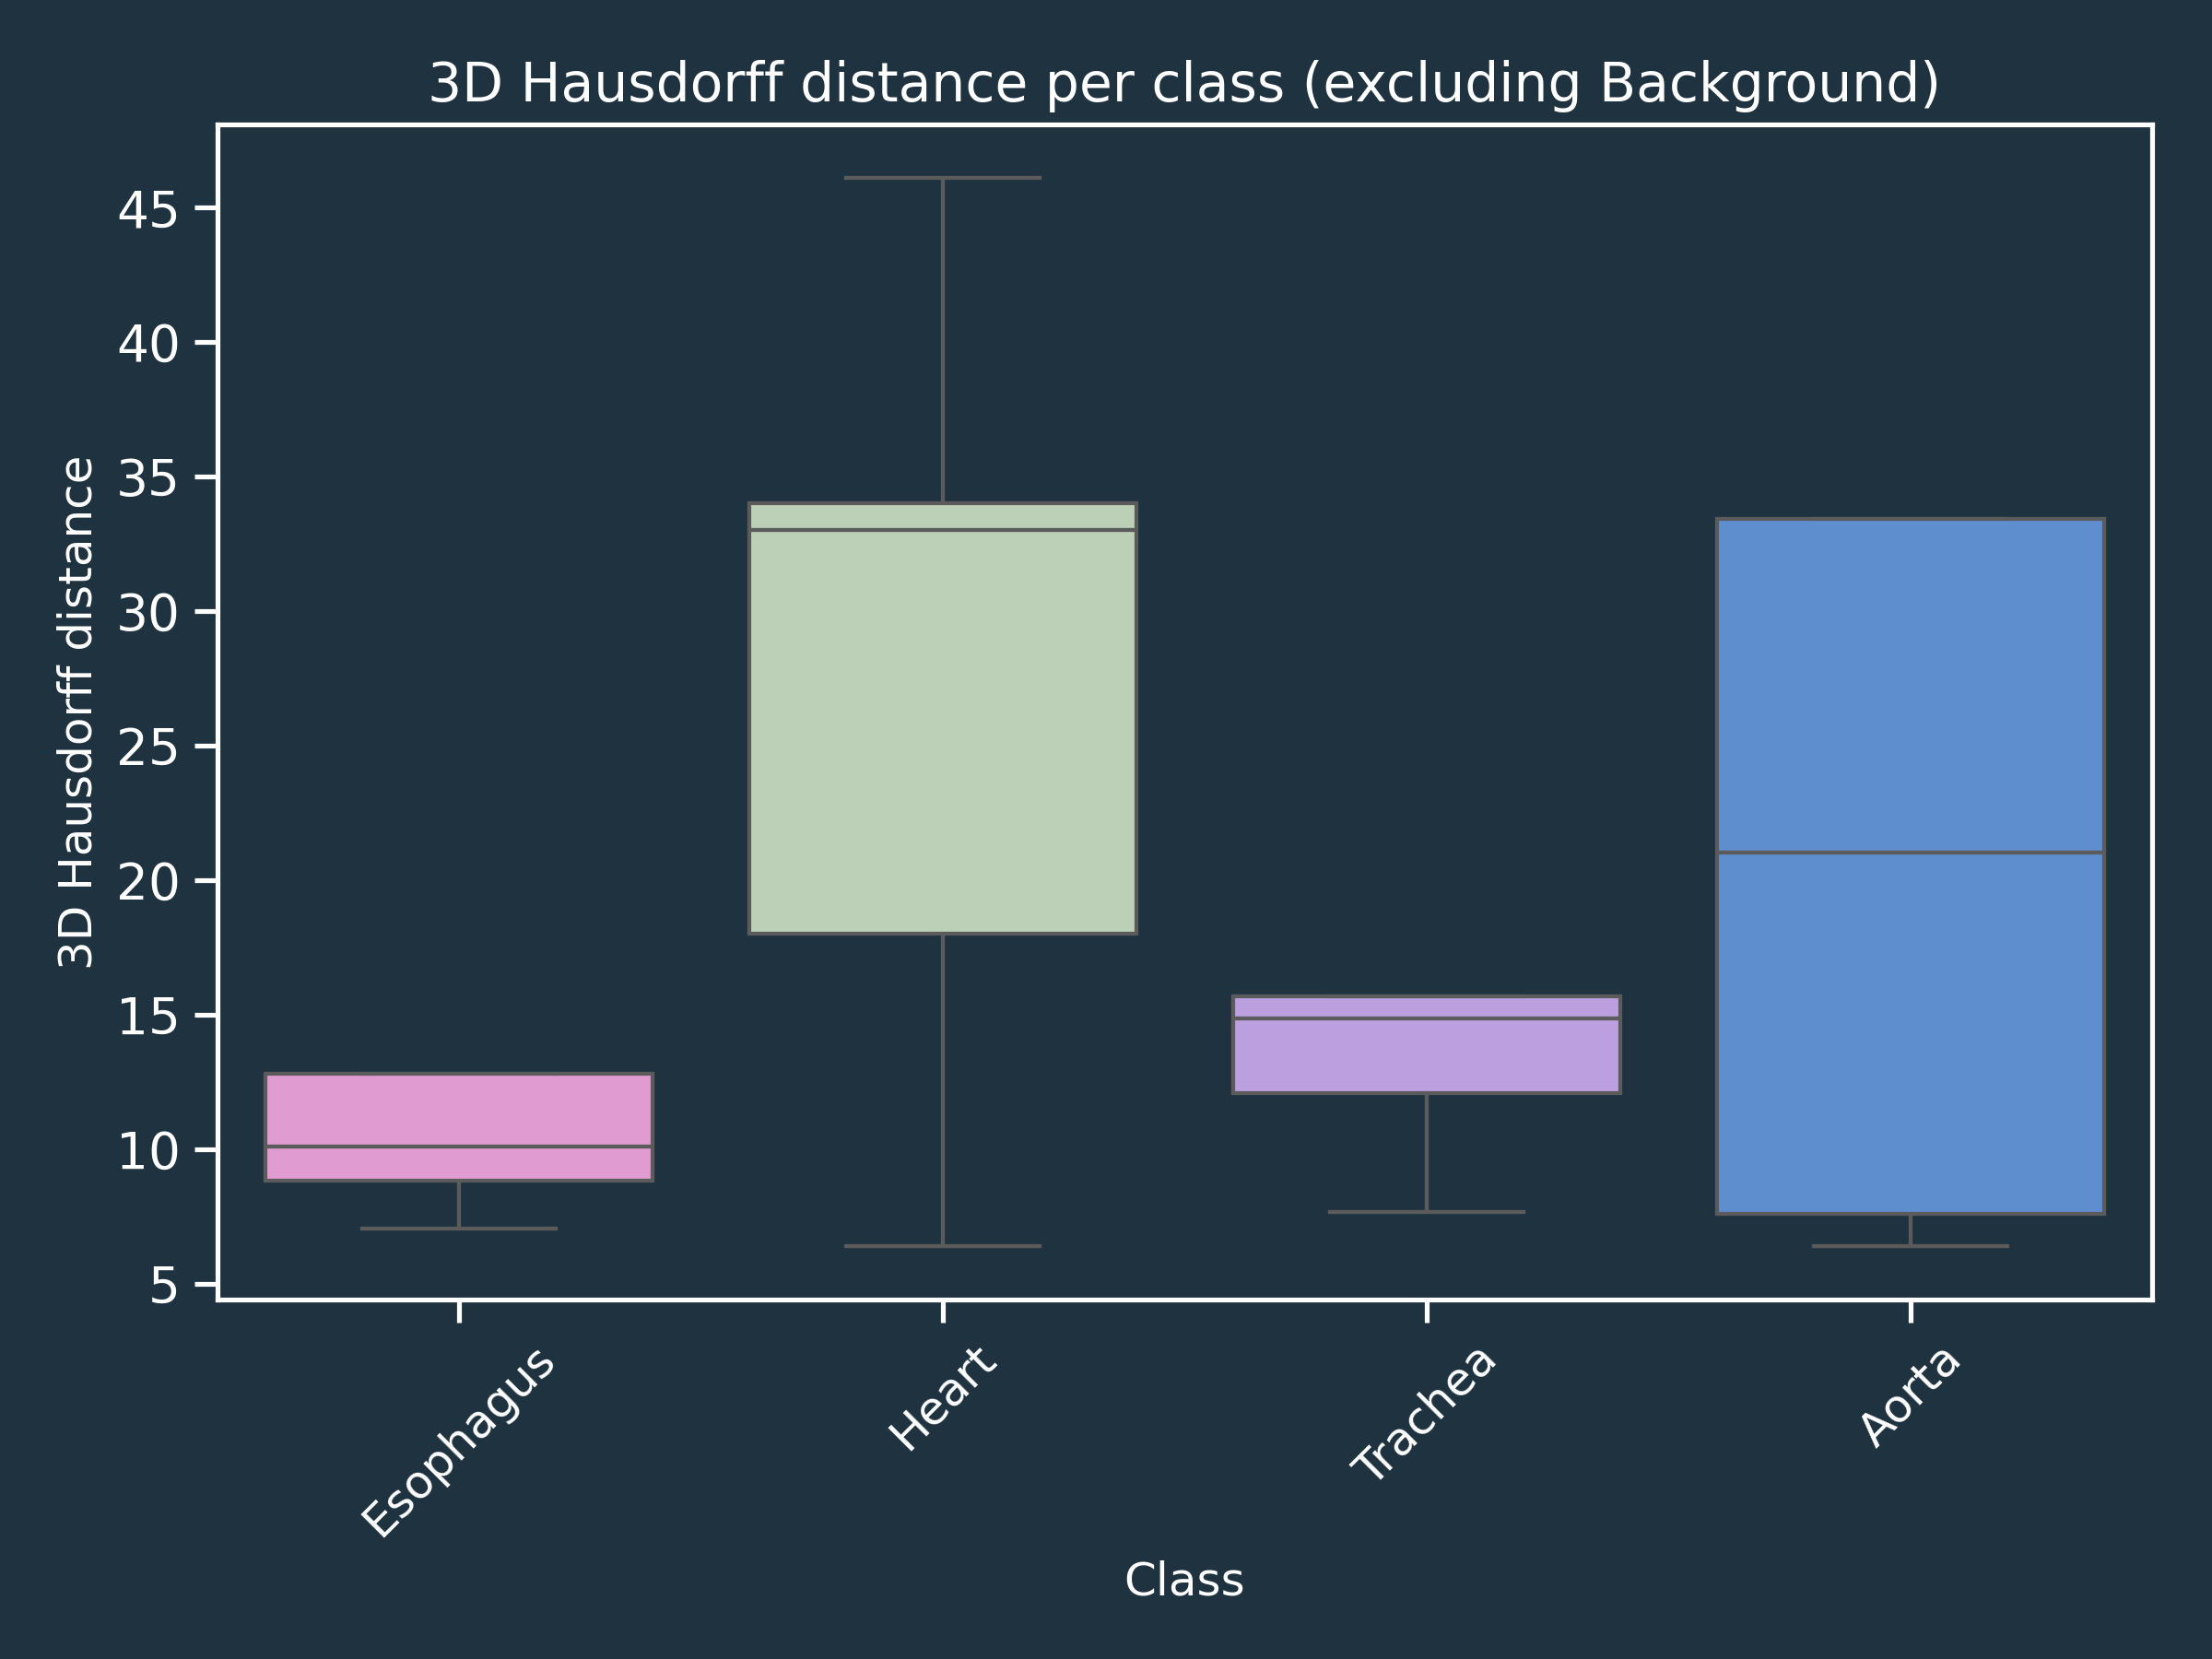 3D Hausdorff distance per class (excluding Background)
3D Hausdorff distance
45
40
35
30
25
20
15
10
5
Esophagus
Heart
Trachea
Aorta
Class